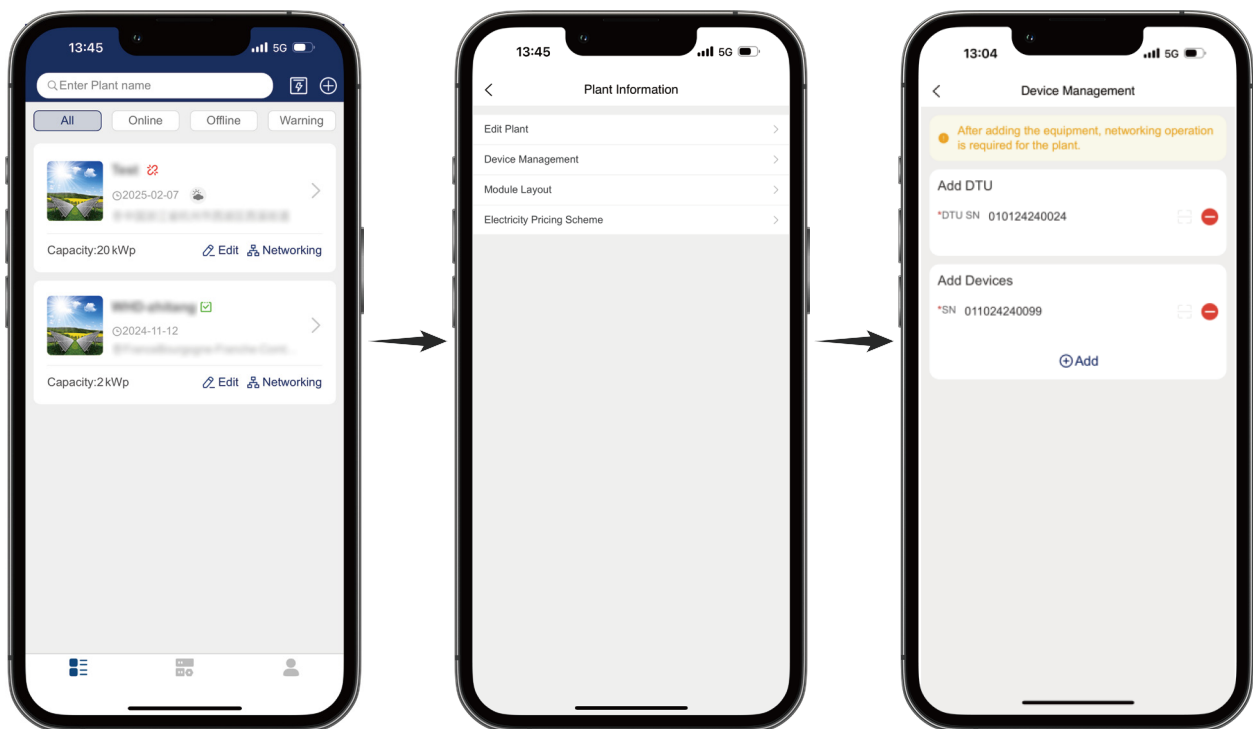 13:45
5G
Enter Plant name
All
Online
Offline
Warning
Test
2025-02-07
Capacity:20 kWp
Edit
Networking
2024-11-12
Capacity:2 kWp
Edit
Networking
13:45
5G
Plant Information
Edit Plant
Device Management
Module Layout
Electricity Pricing Scheme
13:04
5G
Device Management
After adding the equipment, networking operation
is required for the plant.
Add DTU
*DTU SN 010124240024
Add Devices
*SN 011024240099
Add